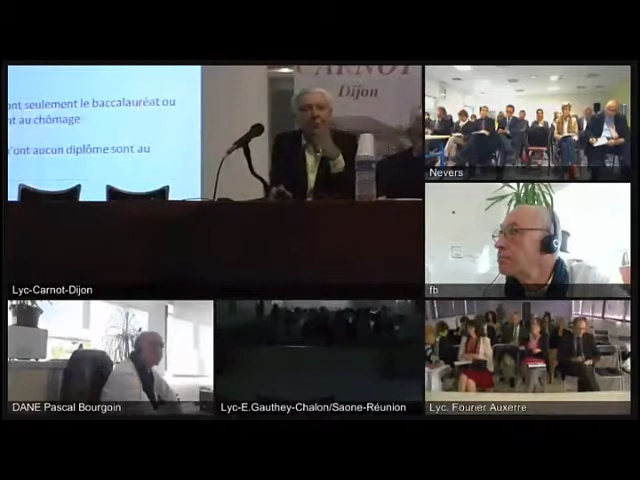 ont seulement le baccalauréat ou
nt au chômage
n'ont aucun diplôme sont au
CARNOT
Dijon
Lyc-Carnot-Dijon
Nevers
fb
DANE Pascal Bourgoin
Lyc-E.Gauthey-Chalon/Saone-Réunion
Lyc. Fourier Auxerre